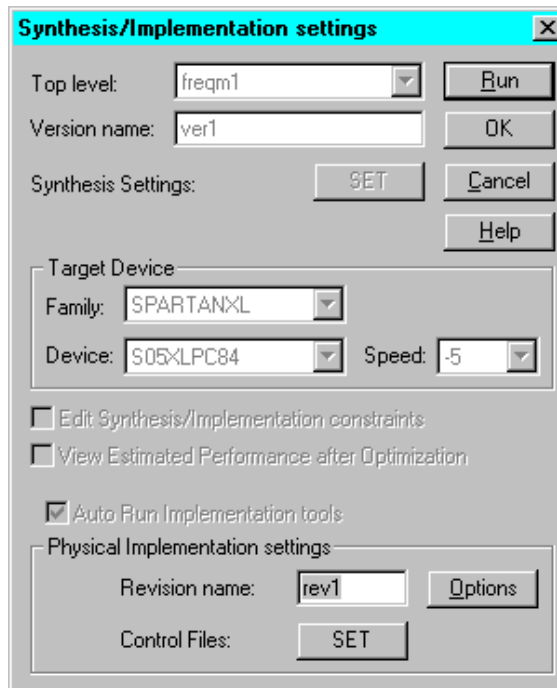 Synthesis/Implementation settings
Top level: freqm1 Run
Version name: ver1 OK
Synthesis Settings: SET Cancel
Help
Target Device
Family: SPARTANXL
Device: S05XLPC84 Speed: -5
Edit Synthesis/Implementation constraints
View Estimated Performance after Optimization
Auto Run Implementation tools
Physical Implementation settings
Revision name: rev1 Options
Control Files: SET